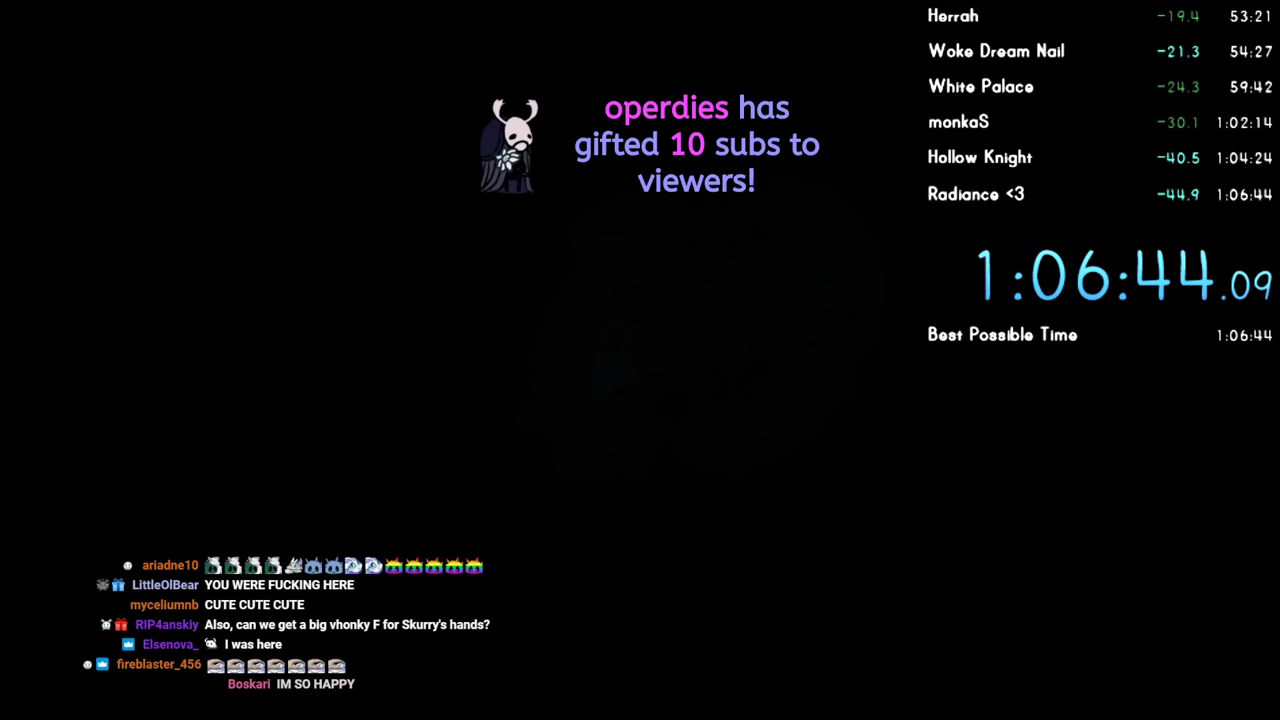 Herrah -19.4 53:21
Woke Dream Nail -21.3 54:27
White Palace -24.3 59:42
monkaS -30.1 1:02:14
Hollow Knight -40.5 1:04:24
Radiance <3 -44.9 1:06:44
1:06:44.09
Best Possible Time 1:06:44
operdies has
gifted 10 subs to
viewers!
ariadne10
LittleOlBear YOU WERE FUCKING HERE
myceliumnb CUTE CUTE CUTE
RIP4anskiy Also, can we get a big vhonky F for Skurry's hands?
Elsenova_ I was here
fireblaster_456
Boskari IM SO HAPPY